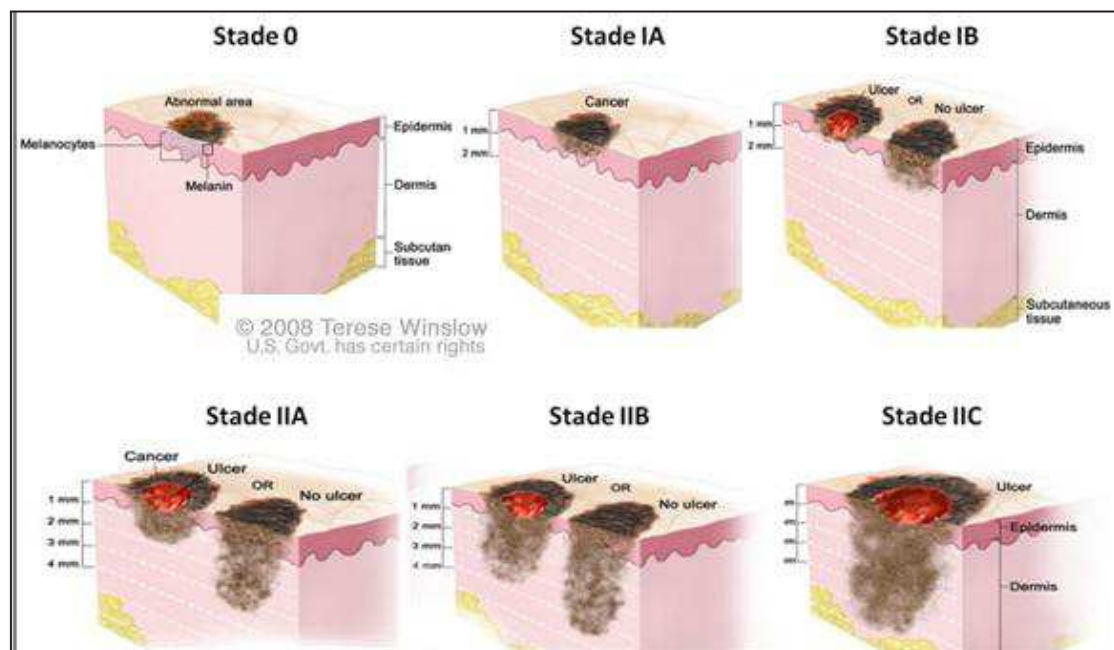 Stade 0
Abnormal area
Melanocytes
Melanin
Epidermis
Dermis
Subcutan
tissue
© 2008 Terese Winslow
U.S. Govt. has certain rights
Stade IA
Cancer
1 mm
2 mm
Stade IB
Ulcer OR No ulcer
1 mm
2 mm
Epidermis
Dermis
Subcutaneous
tissue
Stade IIA
Cancer
Ulcer
OR
No ulcer
1 mm
2 mm
3 mm
4 mm
Stade IIB
Ulcer
OR
No ulcer
1 mm
2 mm
3 mm
4 mm
Stade IIC
Ulcer
Epidermis
Dermis